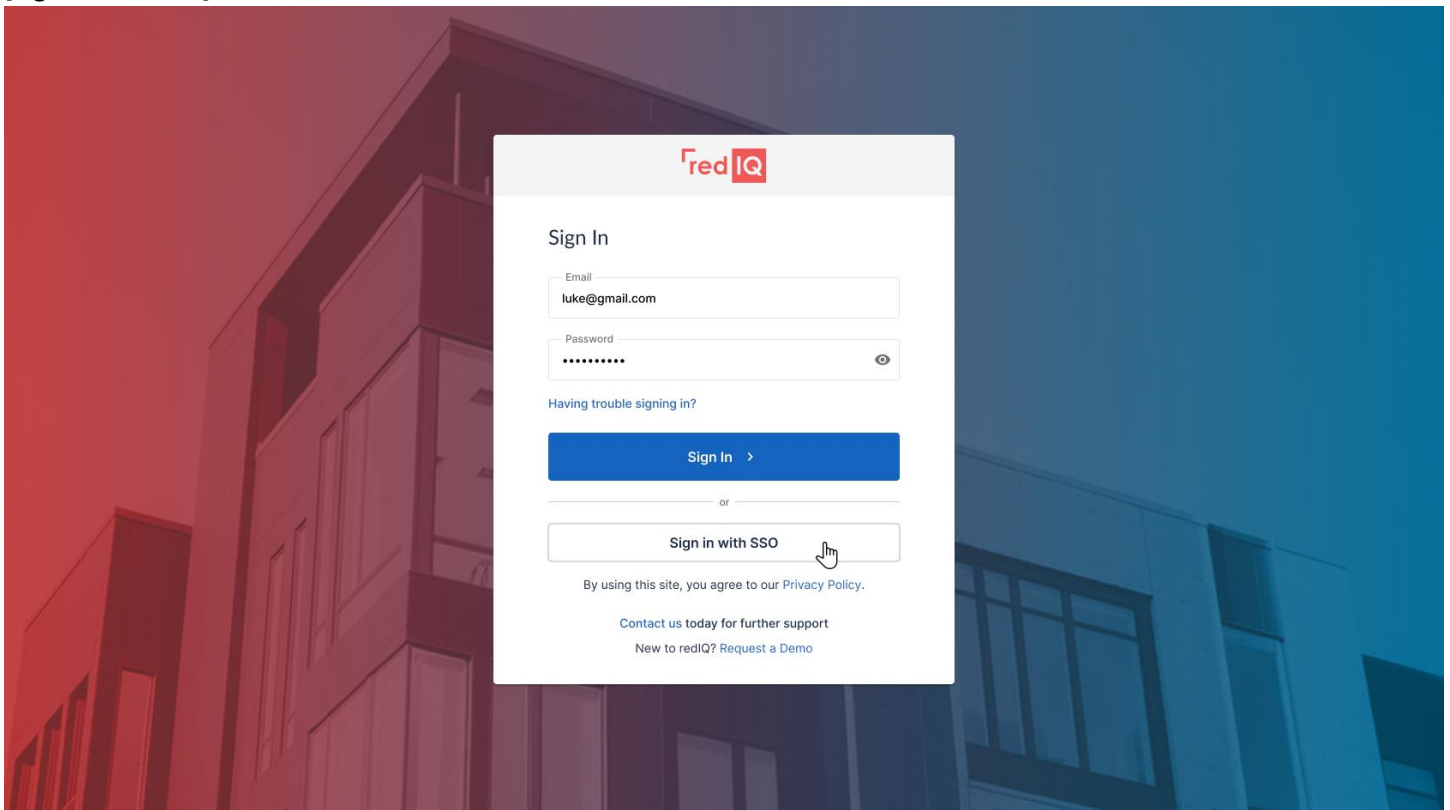 red IQ
Sign In
Email
luke@gmail.com
Password
••••••••••
Having trouble signing in?
Sign In >
or
Sign in with SSO
By using this site, you agree to our Privacy Policy.
Contact us today for further support
New to redIQ? Request a Demo